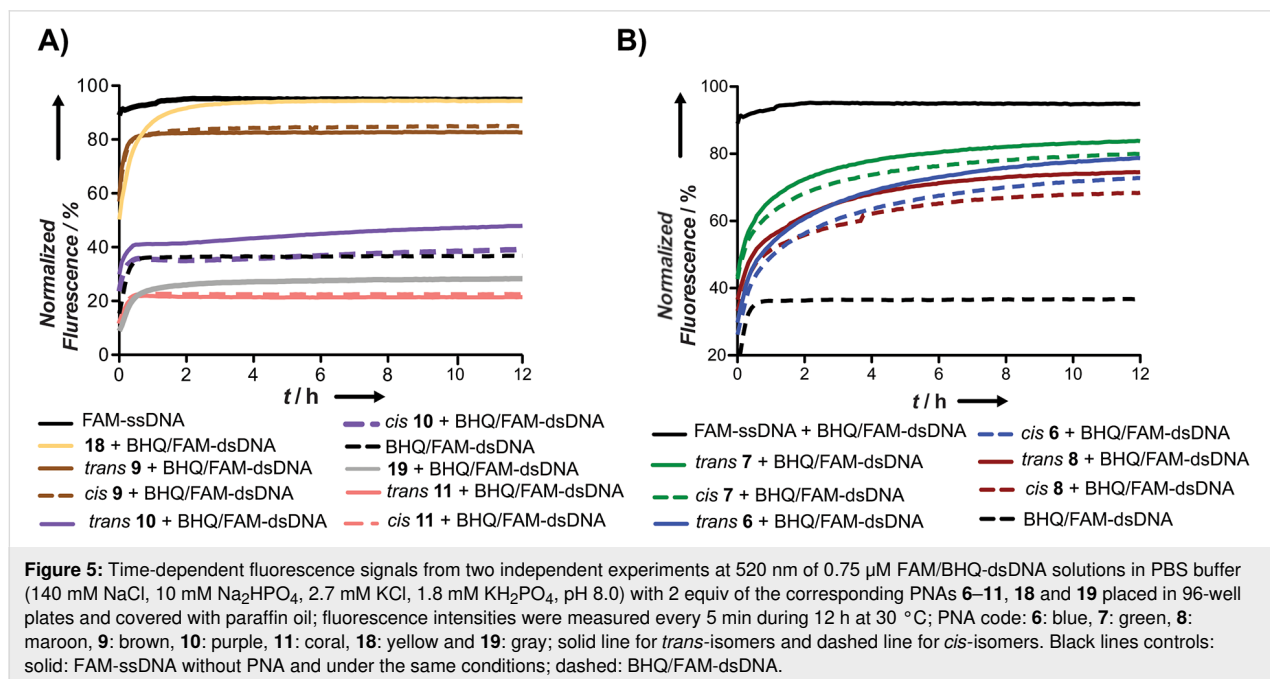 A)
B)
100
80
60
40
20
0
Normalized
Flurescence / %
0 2 4 6 8 10 12
t / h
100
80
60
40
20
Normalized
Fluorescence / %
0 2 4 6 8 10 12
t / h
FAM-ssDNA
18 + BHQ/FAM-dsDNA
trans 9 + BHQ/FAM-dsDNA
cis 9 + BHQ/FAM-dsDNA
trans 10 + BHQ/FAM-dsDNA
cis 10 + BHQ/FAM-dsDNA
BHQ/FAM-dsDNA
19 + BHQ/FAM-dsDNA
trans 11 + BHQ/FAM-dsDNA
cis 11 + BHQ/FAM-dsDNA
FAM-ssDNA + BHQ/FAM-dsDNA
trans 7 + BHQ/FAM-dsDNA
cis 7 + BHQ/FAM-dsDNA
trans 6 + BHQ/FAM-dsDNA
cis 6 + BHQ/FAM-dsDNA
trans 8 + BHQ/FAM-dsDNA
cis 8 + BHQ/FAM-dsDNA
BHQ/FAM-dsDNA
Figure 5: Time-dependent fluorescence signals from two independent experiments at 520 nm of 0.75 µM FAM/BHQ-dsDNA solutions in PBS buffer
(140 mM NaCl, 10 mM Na₂HPO₄, 2.7 mM KCl, 1.8 mM KH₂PO₄, pH 8.0) with 2 equiv of the corresponding PNAs 6–11, 18 and 19 placed in 96-well
plates and covered with paraffin oil; fluorescence intensities were measured every 5 min during 12 h at 30 °C; PNA code: 6: blue, 7: green, 8:
maroon, 9: brown, 10: purple, 11: coral, 18: yellow and 19: gray; solid line for trans-isomers and dashed line for cis-isomers. Black lines controls:
solid: FAM-ssDNA without PNA and under the same conditions; dashed: BHQ/FAM-dsDNA.